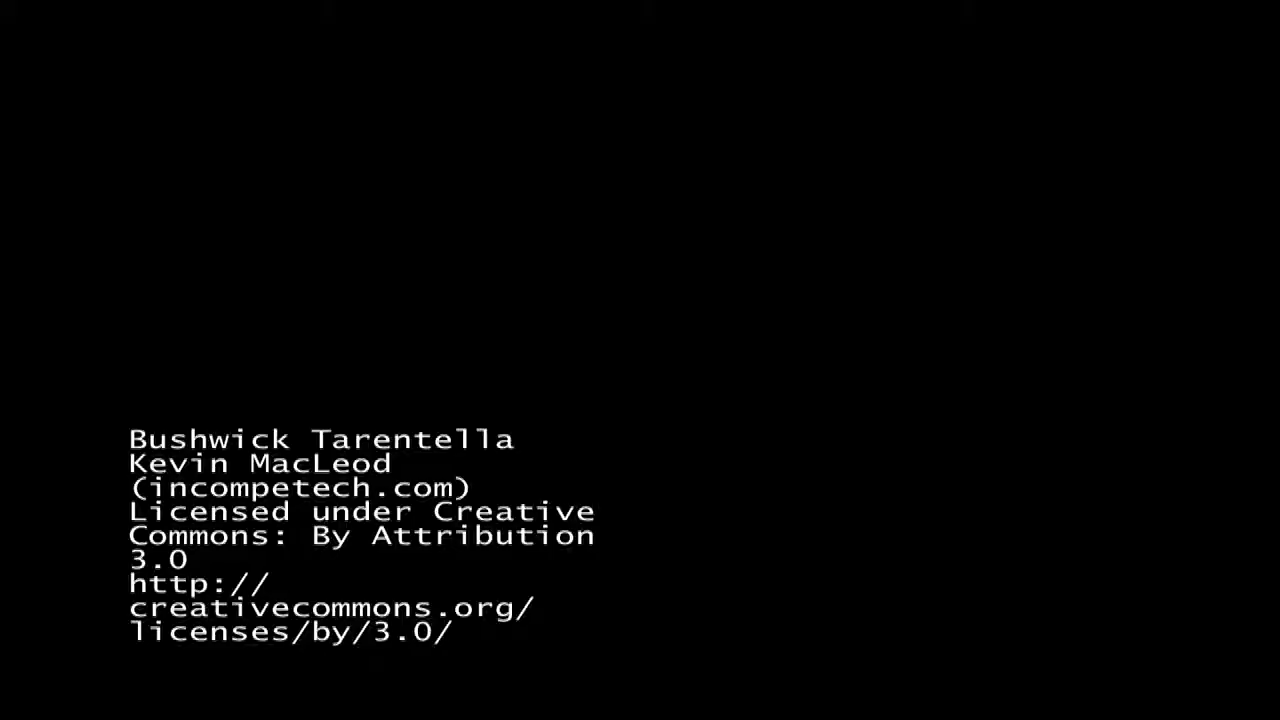 Bushwick Tarentella
Kevin MacLeod
(incompetech.com)
Licensed under Creative
Commons: By Attribution
3.0
http://
creativecommons.org/
licenses/by/3.0/